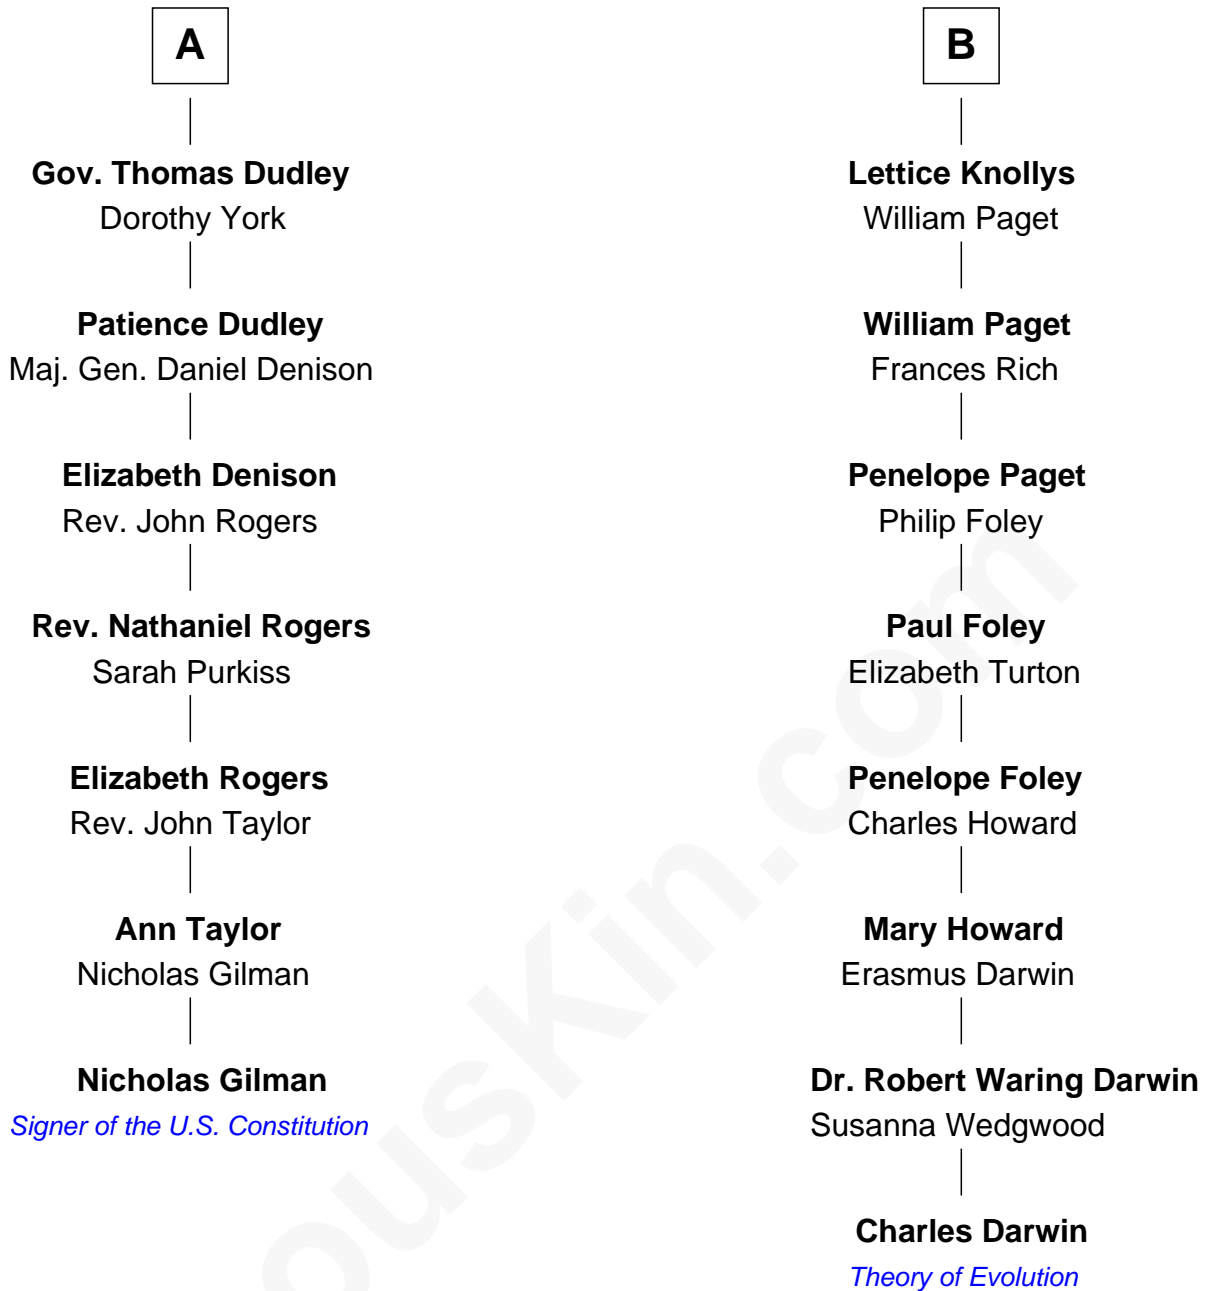 A
Gov. Thomas Dudley
Dorothy York
Patience Dudley
Maj. Gen. Daniel Denison
Elizabeth Denison
Rev. John Rogers
Rev. Nathaniel Rogers
Sarah Purkiss
Elizabeth Rogers
Rev. John Taylor
Ann Taylor
Nicholas Gilman
Nicholas Gilman
Signer of the U.S. Constitution
B
Lettice Knollys
William Paget
William Paget
Frances Rich
Penelope Paget
Philip Foley
Paul Foley
Elizabeth Turton
Penelope Foley
Charles Howard
Mary Howard
Erasmus Darwin
Dr. Robert Waring Darwin
Susanna Wedgwood
Charles Darwin
Theory of Evolution
ousKin.com